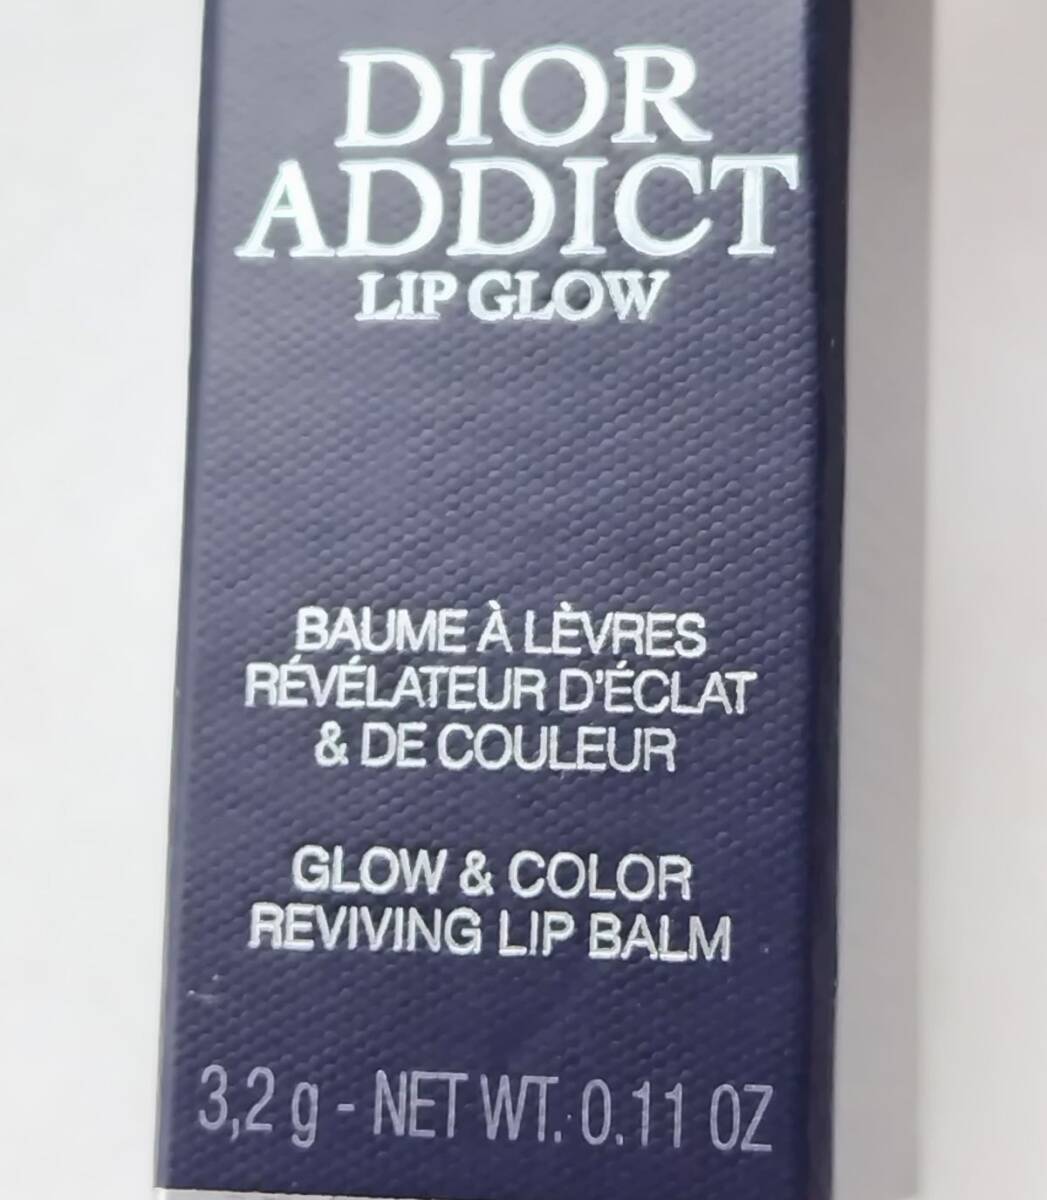 DIOR
ADDICT
LIP GLOW
BAUME À LÈVRES
RÉVÉLATEUR D'ÉCLAT
& DE COULEUR
GLOW & COLOR
REVIVING LIP BALM
3,2 g - NET WT. 0.11 OZ